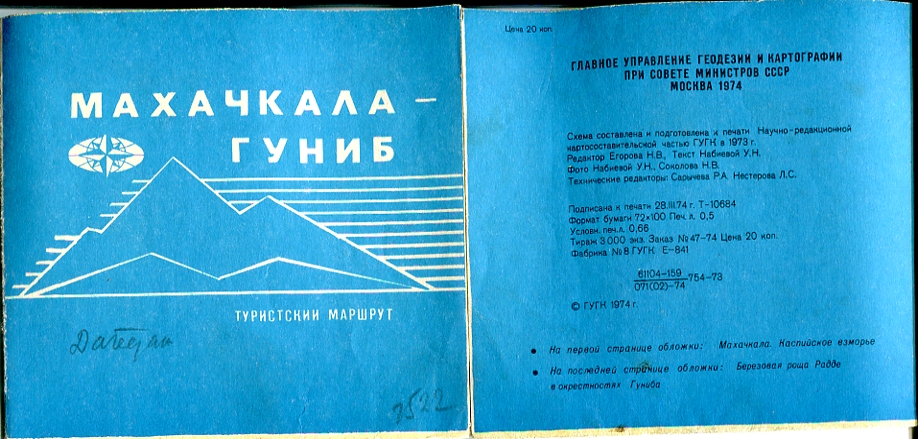 МАХАЧКАЛА –
ГУНИБ
ТУРИСТСКИЙ МАРШРУТ
Дагестан
7522
Цена 20 коп.
ГЛАВНОЕ УПРАВЛЕНИЕ ГЕОДЕЗИИ И КАРТОГРАФИИ
ПРИ СОВЕТЕ МИНИСТРОВ СССР
МОСКВА 1974
Схема составлена и подготовлена к печати Научно-редакционной
картосоставительской частью ГУГК в 1973 г.
Редактор Егорова Н.В., Текст Набиевой У.Н.
Фото Набиевой У.Н., Соколова Н.В.
Технические редакторы: Сарычева Р.А. Нестерова Л.С.
Подписана к печати 28.III.74 г. Т-10684
Формат бумаги 72×100 Печ. л. 0,5
Условн. печ. л. 0,66
Тираж 3 000 экз. Заказ №47-74 Цена 20 коп.
Фабрика №8 ГУГК Е-841
61104-159
071(02)-74
754-73
© ГУГК 1974 г.
• На первой странице обложки: Махачкала. Каспийское взморье
• На последней странице обложки: Березовая роща Радде
в окрестностях Гуниба